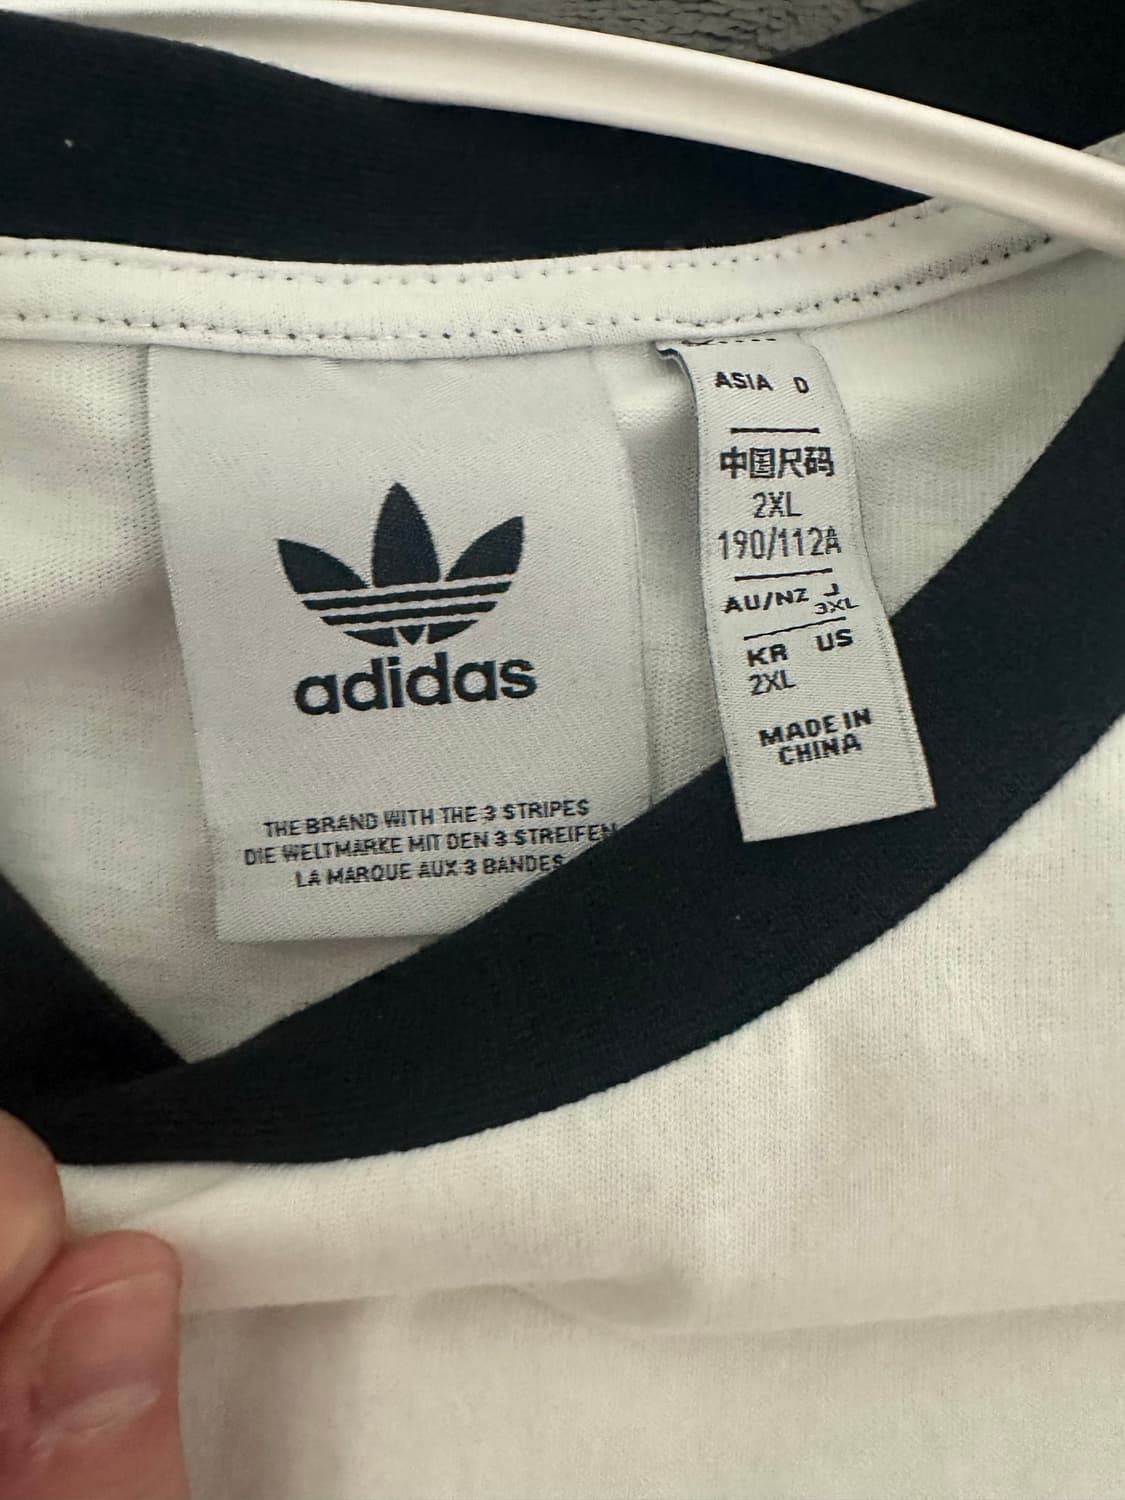 adidas
THE BRAND WITH THE 3 STRIPES
DIE WELTMARKE MIT DEN 3 STREIFEN
LA MARQUE AUX 3 BANDES
ASIA D
中国尺码
2XL
190/112A
AU/NZ J
3XL
KR US
2XL
MADE IN
CHINA